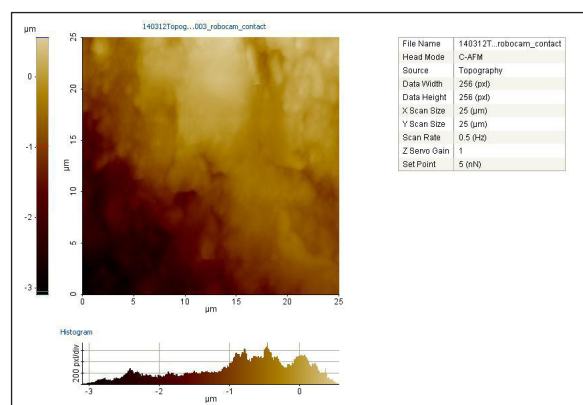 140312Topog...003_robocam_contact
µm
0
-1
-2
-3
25
20
15
10
5
0
µm
0 5 10 15 20 25
µm
File Name 140312T...robocam_contact
Head Mode C-AFM
Source Topography
Data Width 256 (pxl)
Data Height 256 (pxl)
X Scan Size 25 (µm)
Y Scan Size 25 (µm)
Scan Rate 0.5 (Hz)
Z Servo Gain 1
Set Point 5 (nN)
Histogram
200 pxl/div
-3 -2 -1 0
µm